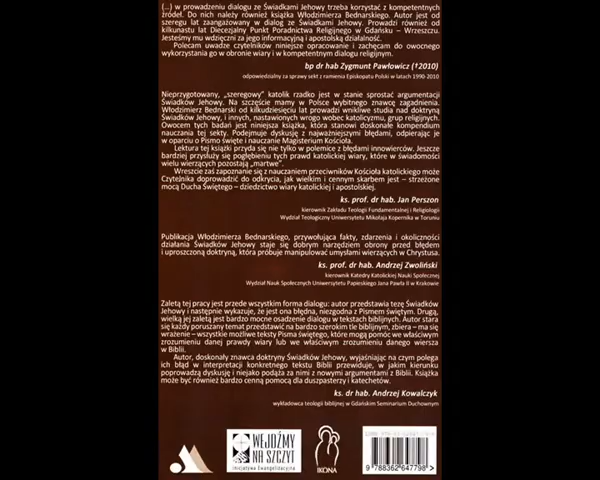 (...) w prowadzeniu dialogu ze Świadkami Jehowy trzeba korzystać z kompetentnych
źródeł. Do nich należy również książka Włodzimierza Bednarskiego. Autor jest od
szeregu lat zaangażowany w dialog ze Świadkami Jehowy. Prowadzi również od
kilkunastu lat Diecezjalny Punkt Poradnictwa Religijnego w Gdańsku – Wrzeszczu.
Jesteśmy mu wdzięczni za jego informacyjną i apostolską działalność.
Polecam uwadze czytelników niniejsze opracowanie i zachęcam do owocnego
wykorzystania go w obronie wiary i w kompetentnym dialogu religijnym.
bp dr hab Zygmunt Pawłowicz (†2010)
odpowiedzialny za sprawy sekt z ramienia Episkopatu Polski w latach 1990-2010
Nieprzygotowany, „szeregowy” katolik rzadko jest w stanie sprostać argumentacji
Świadków Jehowy. Na szczęście mamy w Polsce wybitnego znawcę zagadnienia.
Włodzimierz Bednarski od kilkudziesięciu lat prowadzi wnikliwe studia nad doktryną
Świadków Jehowy, i innych, nastawionych wrogo wobec katolicyzmu, grup religijnych.
Owocem tych badań jest niniejsza książka, która stanowi doskonałe kompendium
nauczania tej sekty. Podejmuje dyskusję z najważniejszymi błędami, odpierając je
w oparciu o Pismo święte i nauczanie Magisterium Kościoła.
Lektura tej książki przyda się nie tylko w polemice z błędami innowierców. Jeszcze
bardziej przysłuży się pogłębieniu tych prawd katolickiej wiary, które w świadomości
wielu wierzących pozostają „martwe”.
Wreszcie zaś zapoznanie się z nauczaniem przeciwników Kościoła katolickiego może
Czytelnika doprowadzić do odkrycia, jak wielkim i cennym skarbem jest – strzeżone
mocą Ducha Świętego – dziedzictwo wiary katolickiej i apostolskiej.
ks. prof. dr hab. Jan Perszon
kierownik Zakładu Teologii Fundamentalnej i Religiologii
Wydział Teologiczny Uniwersytetu Mikołaja Kopernika w Toruniu
Publikacja Włodzimierza Bednarskiego, przywołująca fakty, zdarzenia i okoliczności
działania Świadków Jehowy staje się dobrym narzędziem obrony przed błędem
i uproszczoną doktryną, która próbuje manipulować umysłami wierzących w Chrystusa.
ks. prof. dr hab. Andrzej Zwoliński
kierownik Katedry Katolickiej Nauki Społecznej
Wydział Nauk Społecznych Uniwersytetu Papieskiego Jana Pawła II w Krakowie
Zaletą tej pracy jest przede wszystkim forma dialogu: autor przedstawia tezę Świadków
Jehowy i następnie wykazuje, że jest ona błędna, niezgodna z Pismem świętym. Drugą,
wielką jej zaletą jest bardzo mocne osadzenie dialogu w tekstach biblijnych. Autor stara
się każdy poruszany temat przedstawić na bardzo szerokim tle biblijnym, zbiera – ma się
wrażenie – wszystkie możliwe teksty Pisma świętego, które mogą pomóc we właściwym
zrozumieniu danej prawdy wiary lub we właściwym zrozumieniu danego wiersza
w Biblii.
Autor, doskonały znawca doktryny Świadków Jehowy, wyjaśniając na czym polega
ich błąd w interpretacji konkretnego tekstu Biblii przewiduje, w jakim kierunku
poprowadzą dyskusję i niejako podąża za nimi z nowymi argumentami z Biblii. Książka
może być również bardzo cenną pomocą dla duszpasterzy i katechetów.
ks. dr hab. Andrzej Kowalczyk
wykładowca teologii biblijnej w Gdańskim Seminarium Duchownym
WEJDŹMY
NA SZCZYT
Inicjatywa Ewangelizacyjna
IKONA
9 788362 647798 >